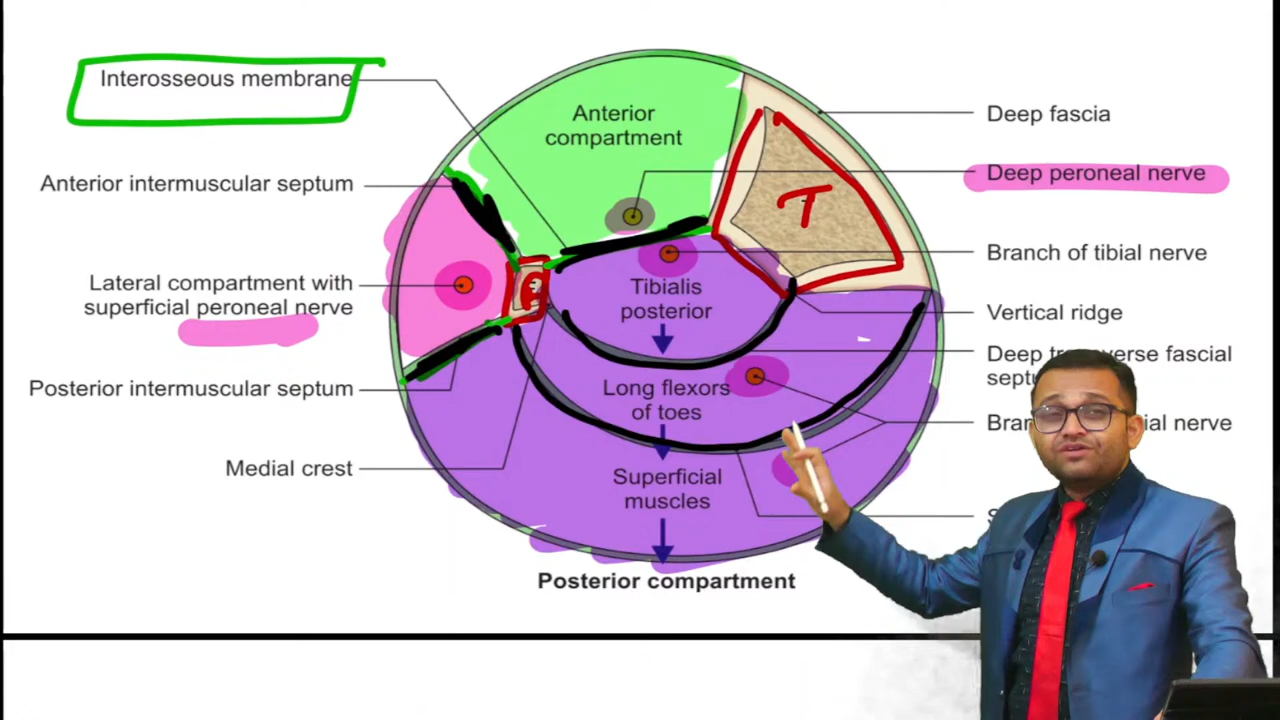 Interosseous membrane
Anterior compartment
Deep fascia
Anterior intermuscular septum
Deep peroneal nerve
T
Branch of tibial nerve
Lateral compartment with
superficial peroneal nerve
Tibialis
posterior
Vertical ridge
Deep transverse fascial
Posterior intermuscular septum
Long flexors
of toes
Medial crest
Superficial
muscles
Posterior compartment